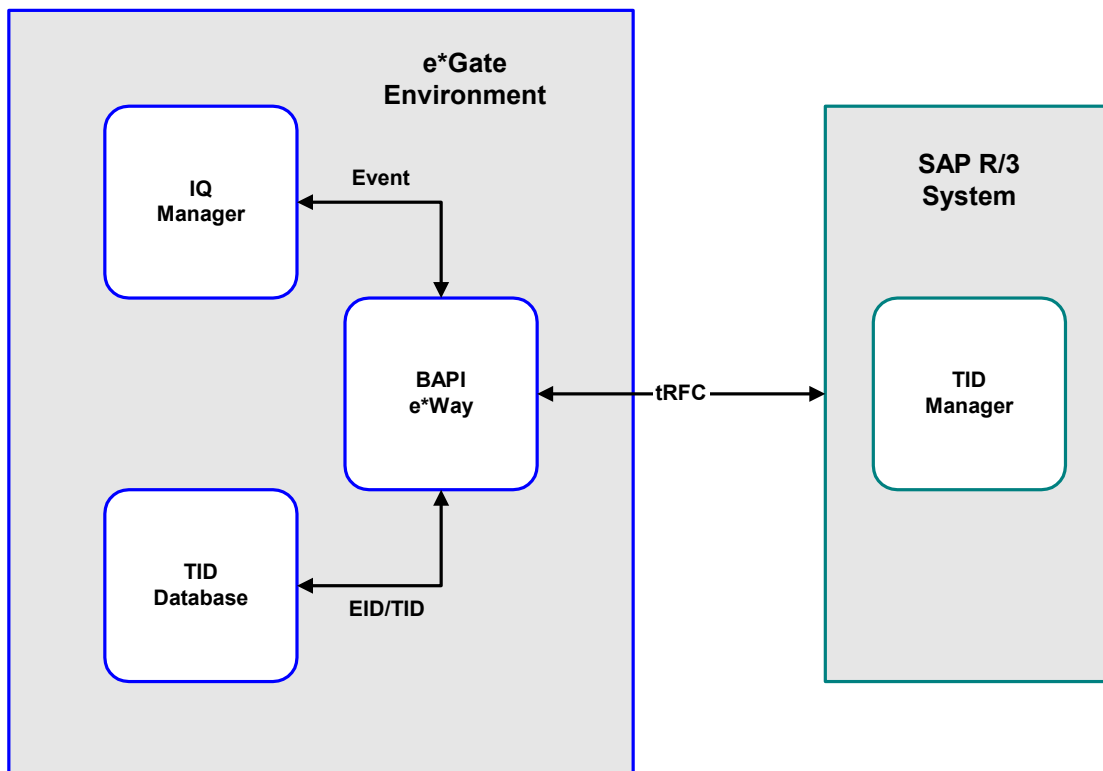 e*Gate
Environment
IQ
Manager
Event
BAPI
e*Way
TID
Database
EID/TID
tRFC
SAP R/3
System
TID
Manager